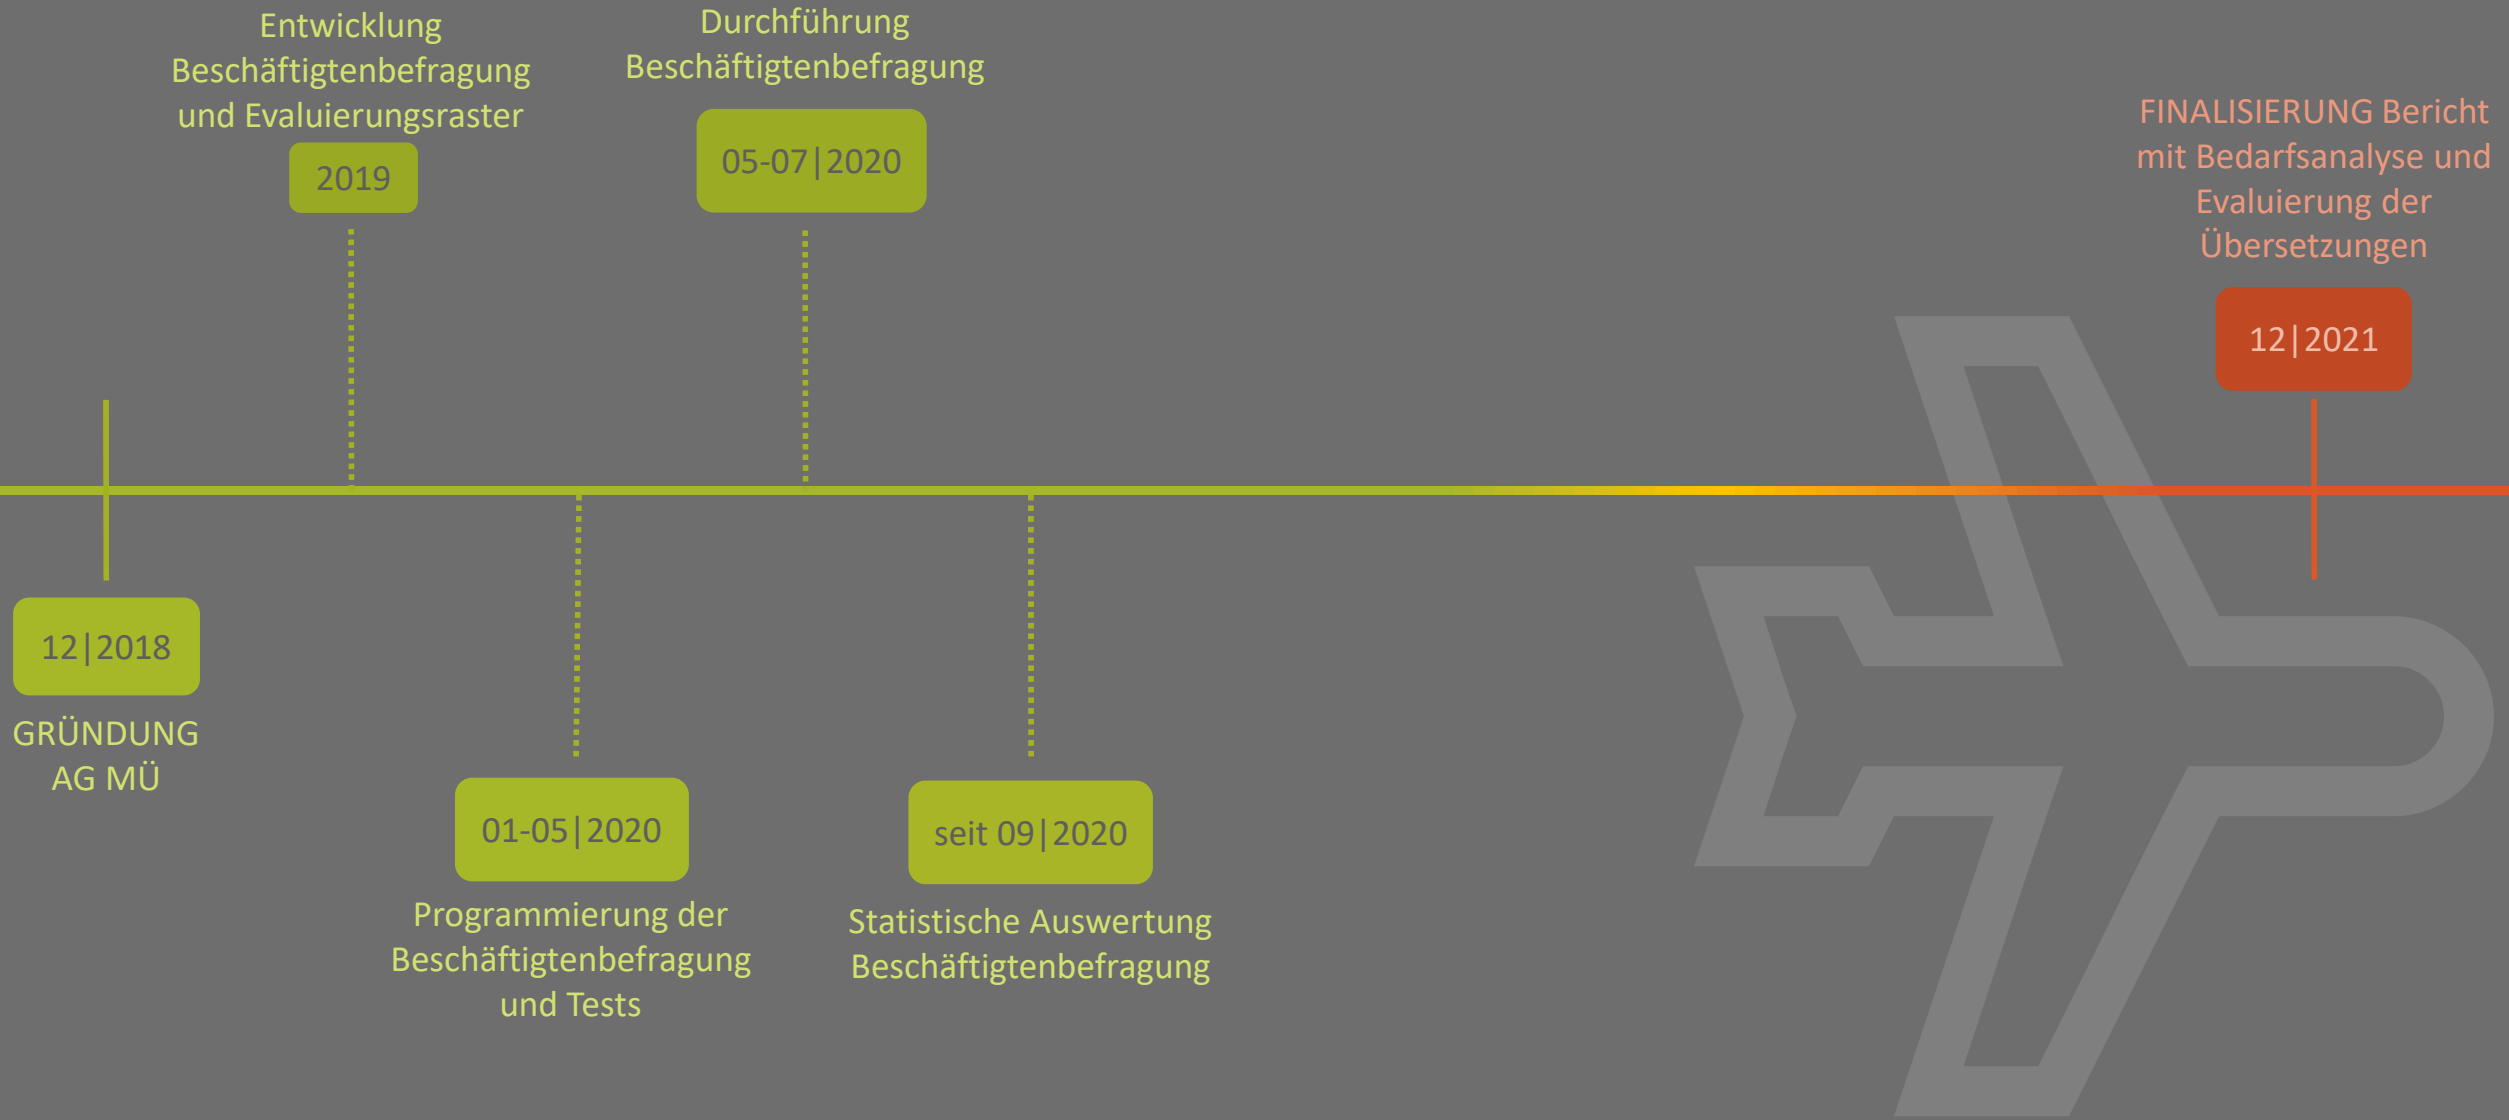 12|2018
GRÜNDUNG
AG MÜ
Entwicklung
Beschäftigtenbefragung
und Evaluierungsraster
2019
01-05|2020
Programmierung der
Beschäftigtenbefragung
und Tests
Durchführung
Beschäftigtenbefragung
05-07|2020
seit 09|2020
Statistische Auswertung
Beschäftigtenbefragung
FINALISIERUNG Bericht
mit Bedarfsanalyse und
Evaluierung der
Übersetzungen
12|2021